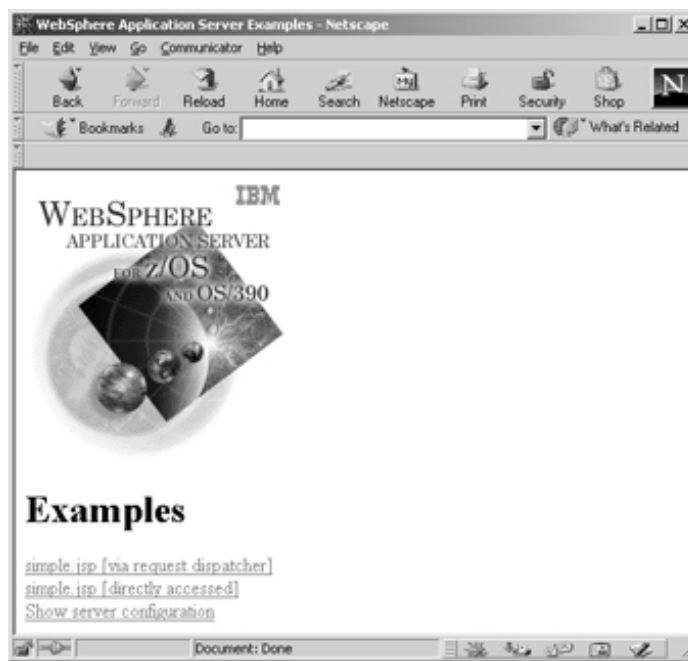 WebSphere Application Server Examples - Netscape
File Edit View Go Communicator Help
Back Forward Reload Home Search Netscape Print Security Shop
N
Bookmarks Go to: What's Related
IBM
WEBSPHERE
APPLICATION SERVER
FOR z/OS
AND OS/390
Examples
simple.jsp [via request dispatcher]
simple.jsp [directly accessed]
Show server configuration
Document: Done